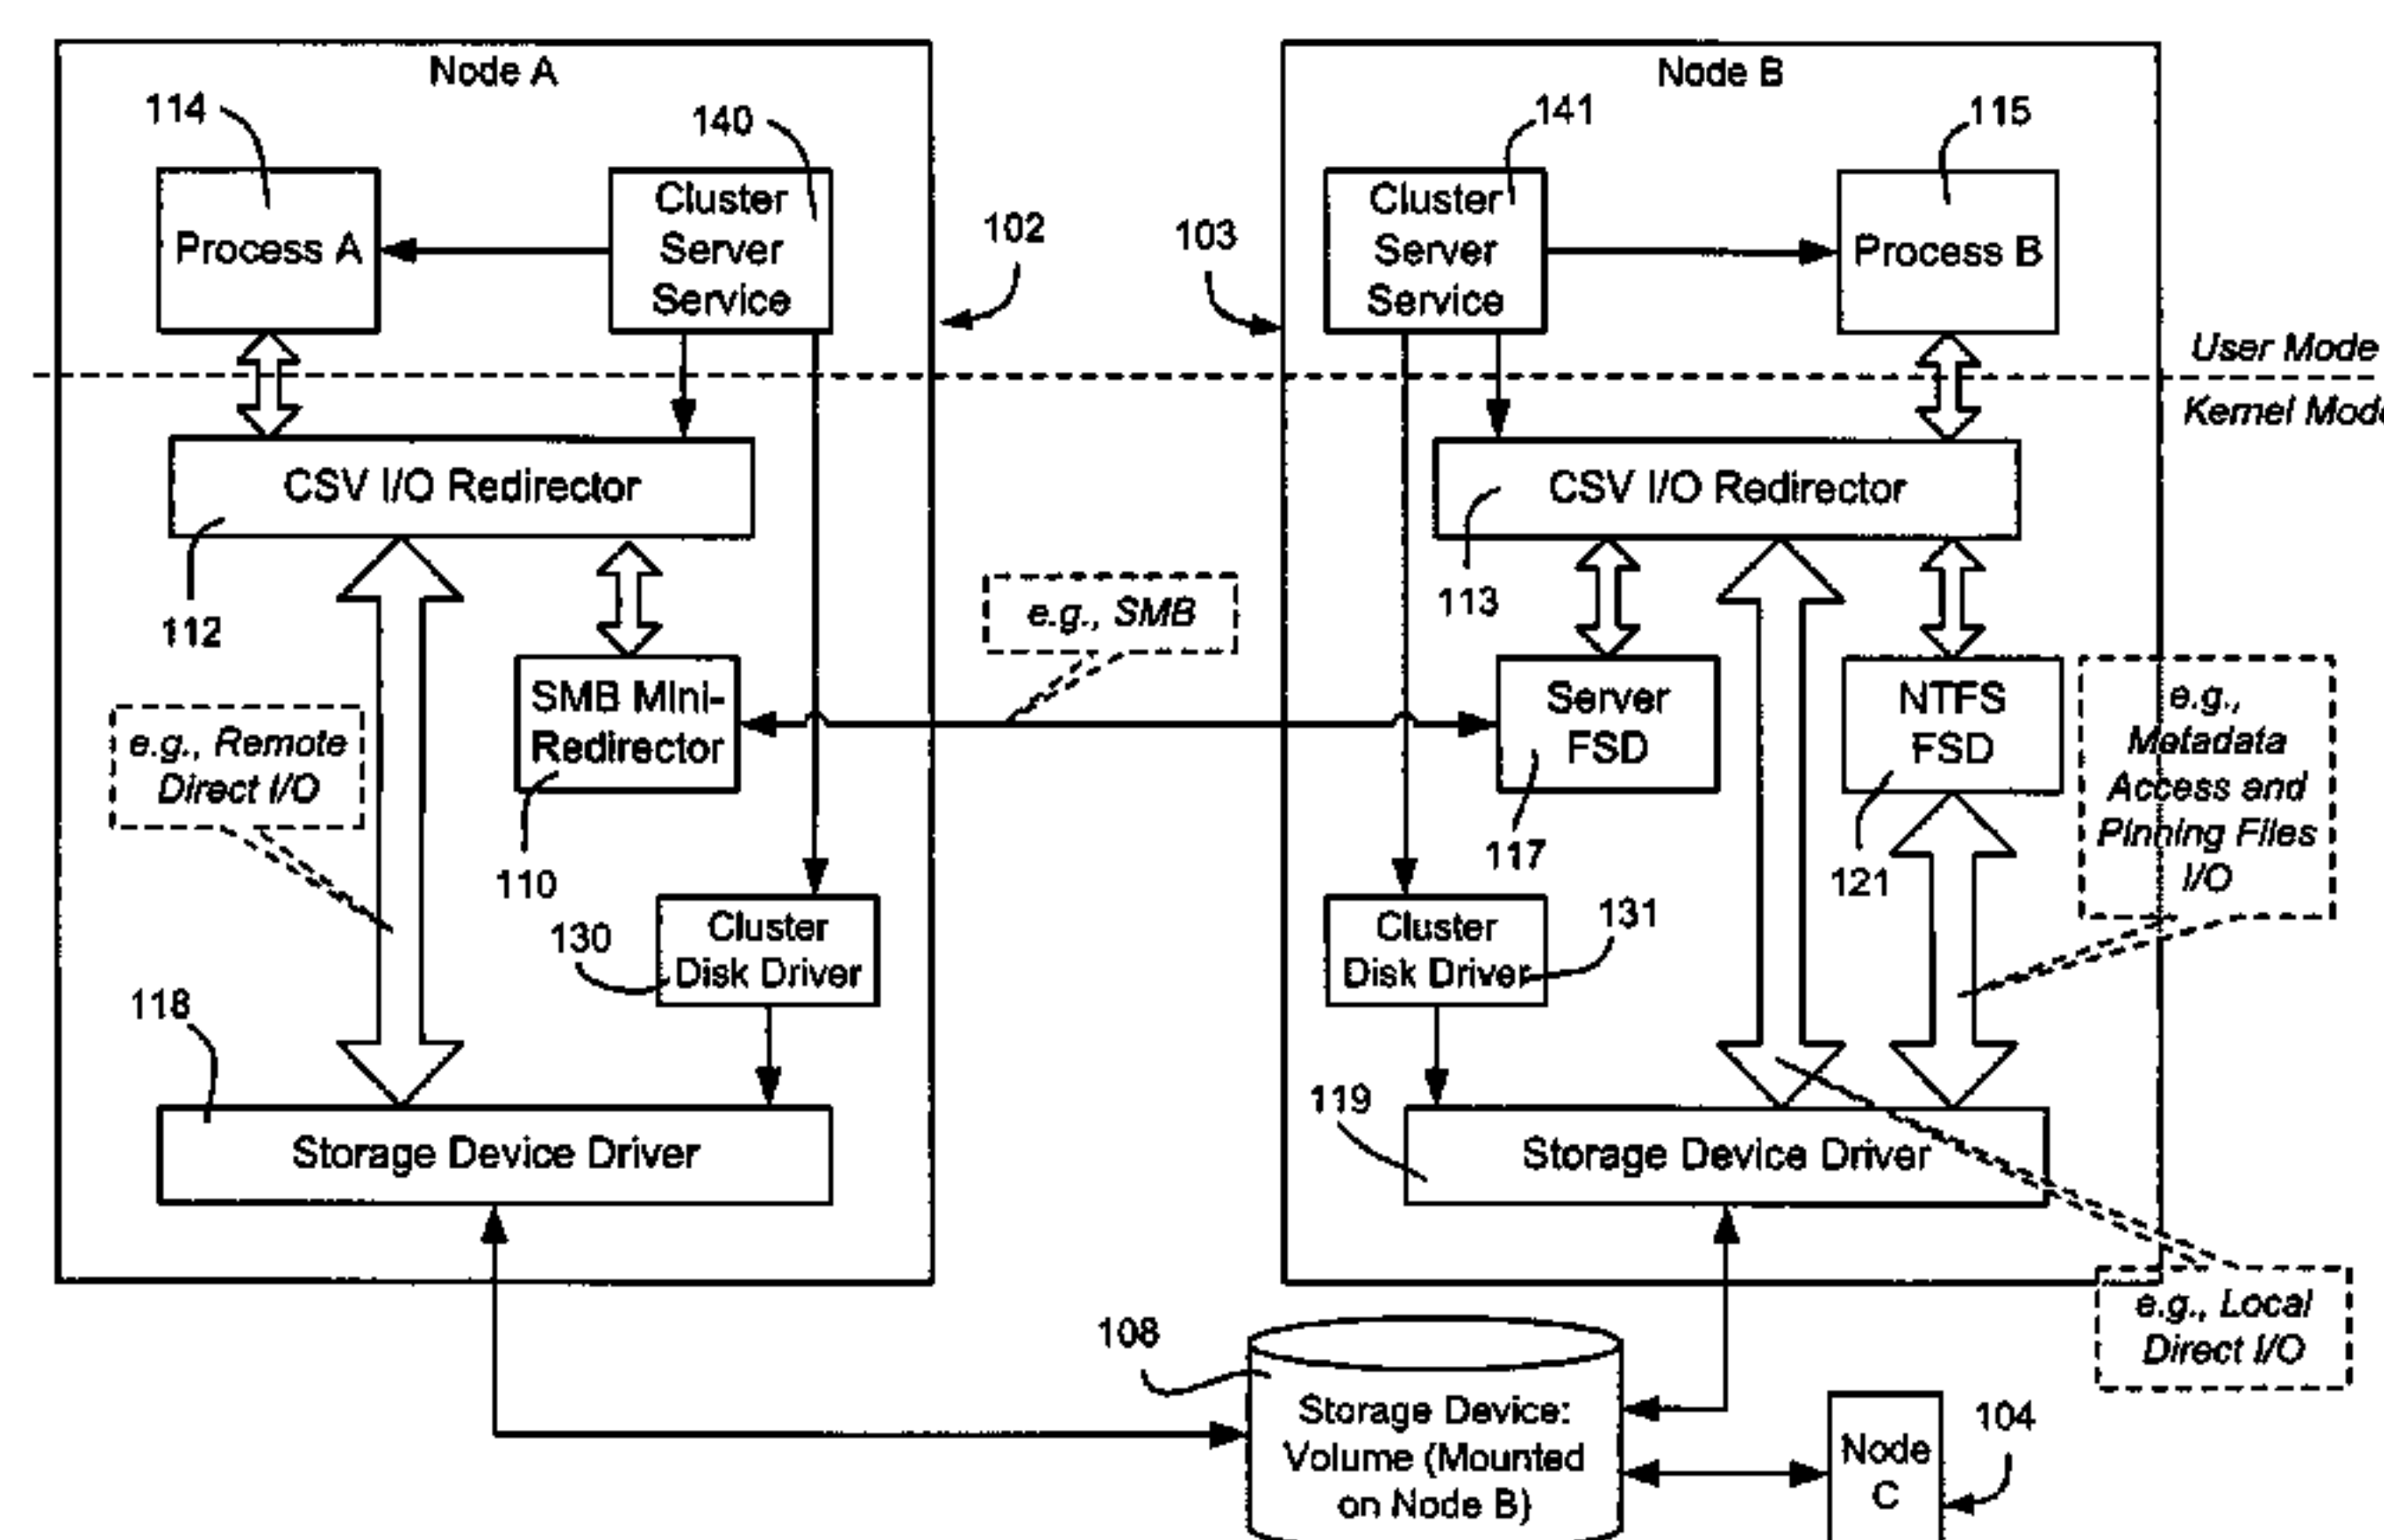 Node A
Node B
114
140
141
115
Process A
Cluster
Server
Service
102
103
Cluster
Server
Service
Process B
User Mode
Kernel Mode
CSV I/O Redirector
CSV I/O Redirector
112
113
e.g., SMB
SMB Mini-
Redirector
Server
FSD
NTFS
FSD
e.g.,
Metadata
Access and
Pinning Files
I/O
e.g., Remote
Direct I/O
110
117
121
130
Cluster
Disk Driver
Cluster
Disk Driver
131
118
119
Storage Device Driver
Storage Device Driver
e.g., Local
Direct I/O
108
Storage Device:
Volume (Mounted
on Node B)
Node
C
104